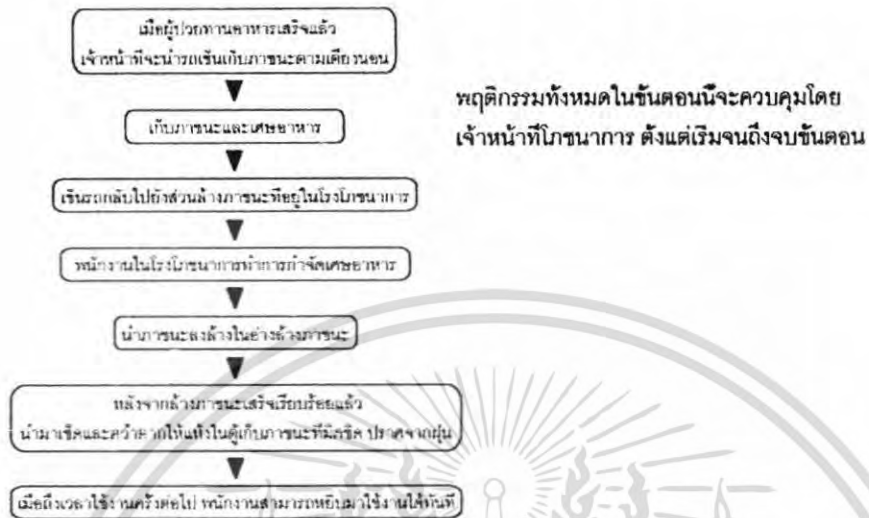 เมื่อผู้ป่วยทานอาหารเสร็จแล้ว
เจ้าหน้าที่จะนำรถเข็นเก็บภาชนะตามเตียงนอน
เก็บภาชนะและเศษอาหาร
เข็นรถกลับไปยังส่วนล้างภาชนะที่อยู่ในโรงโภชนาการ
พนักงานในโรงโภชนาการทำการกำจัดเศษอาหาร
นำภาชนะลงล้างในอ่างล้างภาชนะ
หลังจากล้างภาชนะเสร็จเรียบร้อยแล้ว
นำมาเช็ดและคว่ำตากให้แห้งในตู้เก็บภาชนะที่มิดชิด ปราศจากฝุ่น
เมื่อถึงเวลาใช้งานครั้งต่อไป พนักงานสามารถหยิบมาใช้งานได้ทันที
พฤติกรรมทั้งหมดในขั้นตอนนี้จะควบคุมโดย
เจ้าหน้าที่โภชนาการ ตั้งแต่เริ่มจนถึงจบขั้นตอน